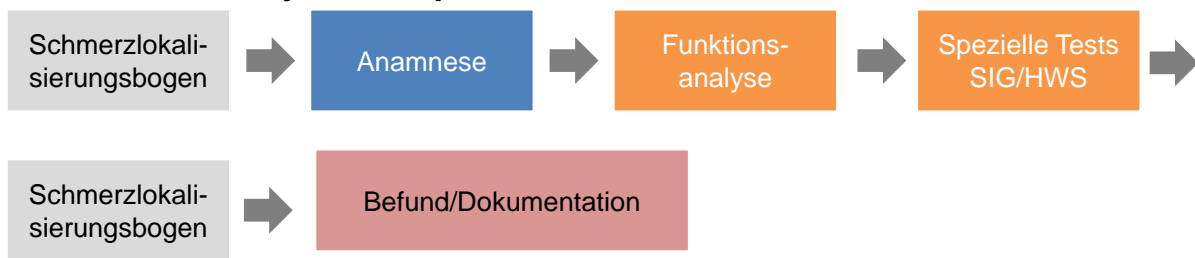 Schmerzlokali-
sierungsbogen
Anamnese
Funktions-
analyse
Spezielle Tests
SIG/HWS
Schmerzlokali-
sierungsbogen
Befund/Dokumentation